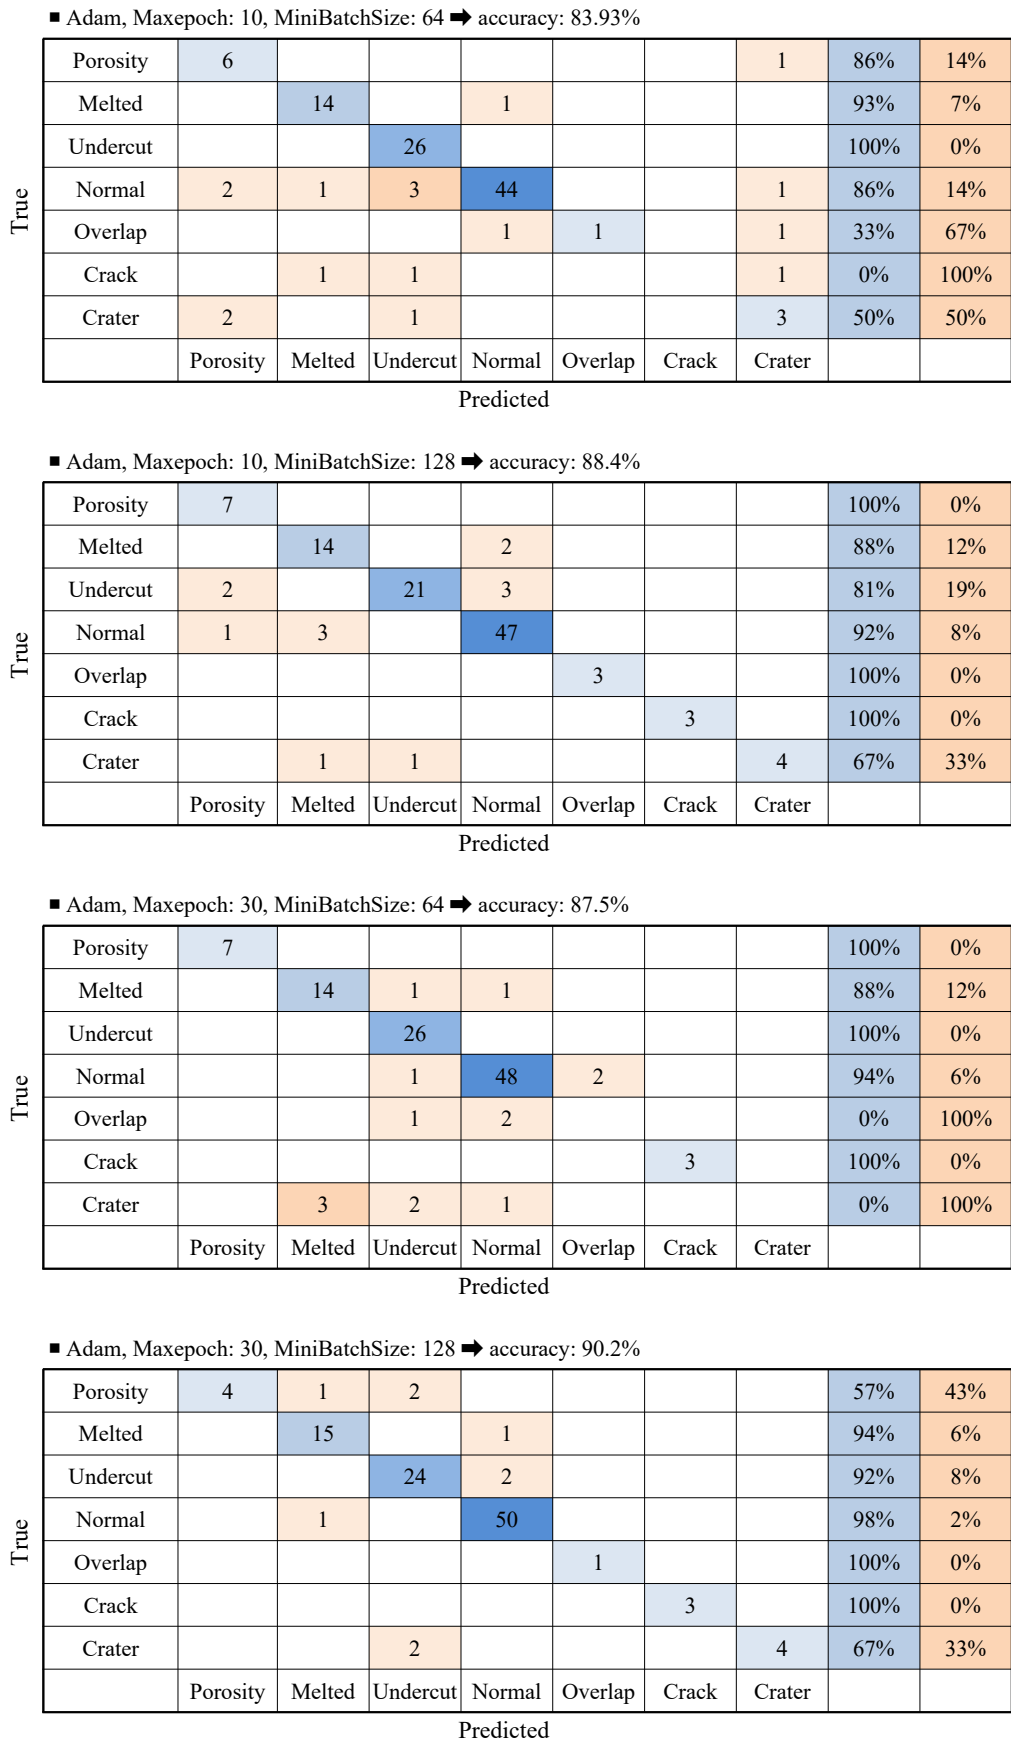 ■ Adam, Maxepoch: 10, MiniBatchSize: 64 ➡ accuracy: 83.93%
Porosity 6 1 86% 14%
Melted 14 1 93% 7%
Undercut 26 100% 0%
Normal 2 1 3 44 1 86% 14%
Overlap 1 1 1 33% 67%
Crack 1 1 1 0% 100%
Crater 2 1 3 50% 50%
Porosity Melted Undercut Normal Overlap Crack Crater
True
Predicted
■ Adam, Maxepoch: 10, MiniBatchSize: 128 ➡ accuracy: 88.4%
Porosity 7 100% 0%
Melted 14 2 88% 12%
Undercut 2 21 3 81% 19%
Normal 1 3 47 92% 8%
Overlap 3 100% 0%
Crack 3 100% 0%
Crater 1 1 4 67% 33%
Porosity Melted Undercut Normal Overlap Crack Crater
True
Predicted
■ Adam, Maxepoch: 30, MiniBatchSize: 64 ➡ accuracy: 87.5%
Porosity 7 100% 0%
Melted 14 1 1 88% 12%
Undercut 26 100% 0%
Normal 1 48 2 94% 6%
Overlap 1 2 0% 100%
Crack 3 100% 0%
Crater 3 2 1 0% 100%
Porosity Melted Undercut Normal Overlap Crack Crater
True
Predicted
■ Adam, Maxepoch: 30, MiniBatchSize: 128 ➡ accuracy: 90.2%
Porosity 4 1 2 57% 43%
Melted 15 1 94% 6%
Undercut 24 2 92% 8%
Normal 1 50 98% 2%
Overlap 1 100% 0%
Crack 3 100% 0%
Crater 2 4 67% 33%
Porosity Melted Undercut Normal Overlap Crack Crater
True
Predicted